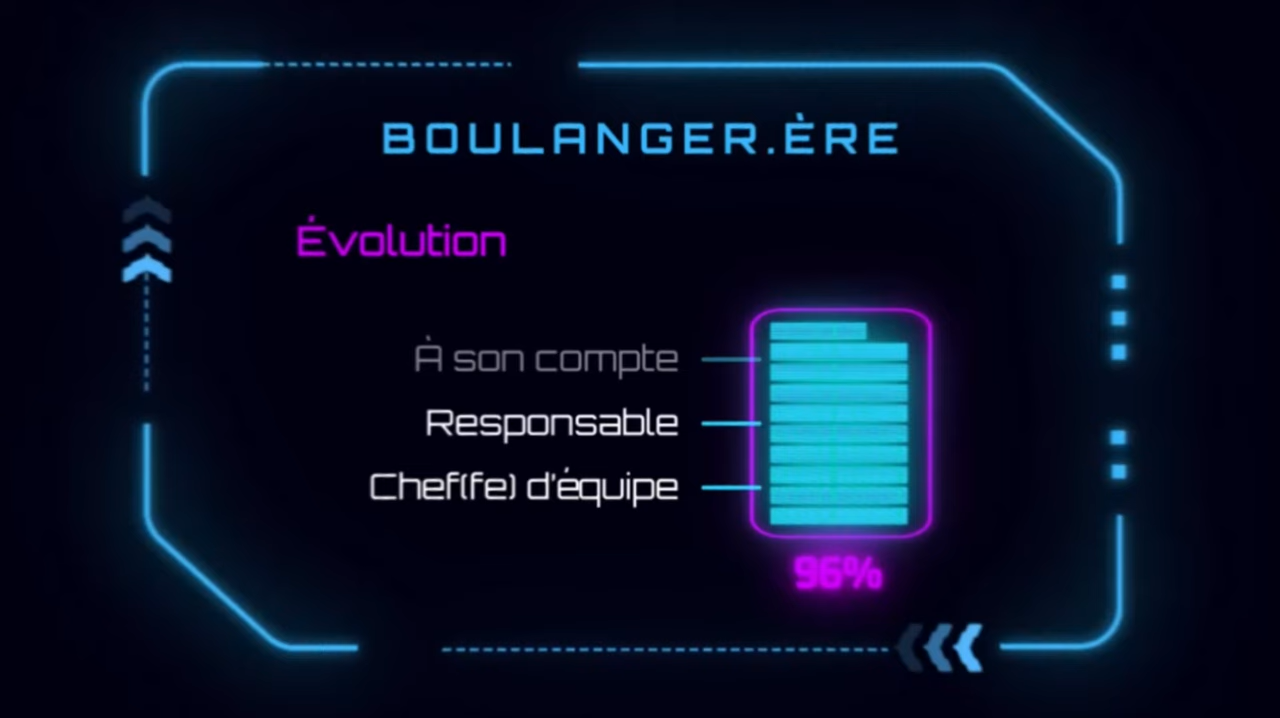 BOULANGER.ÈRE
Évolution
À son compte
Responsable
Chef(fe) d'équipe
96%